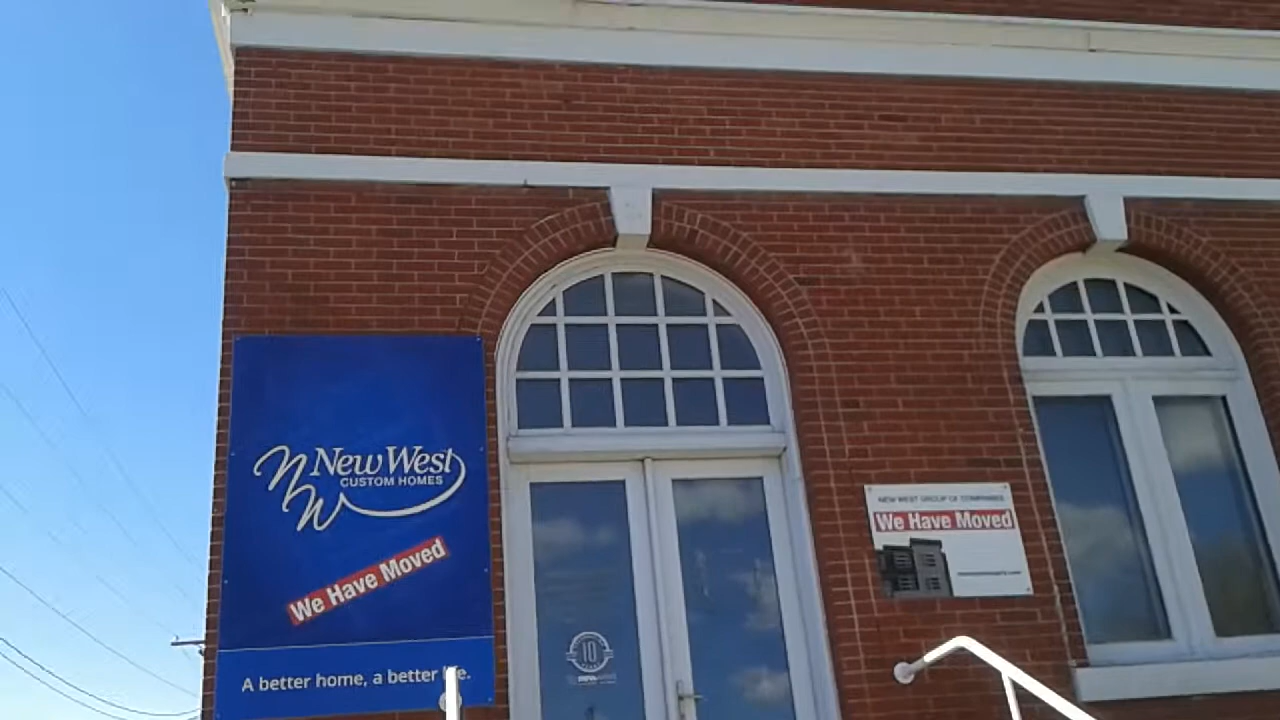 New West
CUSTOM HOMES
We Have Moved
A better home, a better
NEW WEST GROUP OF COMPANIES
We Have Moved
10